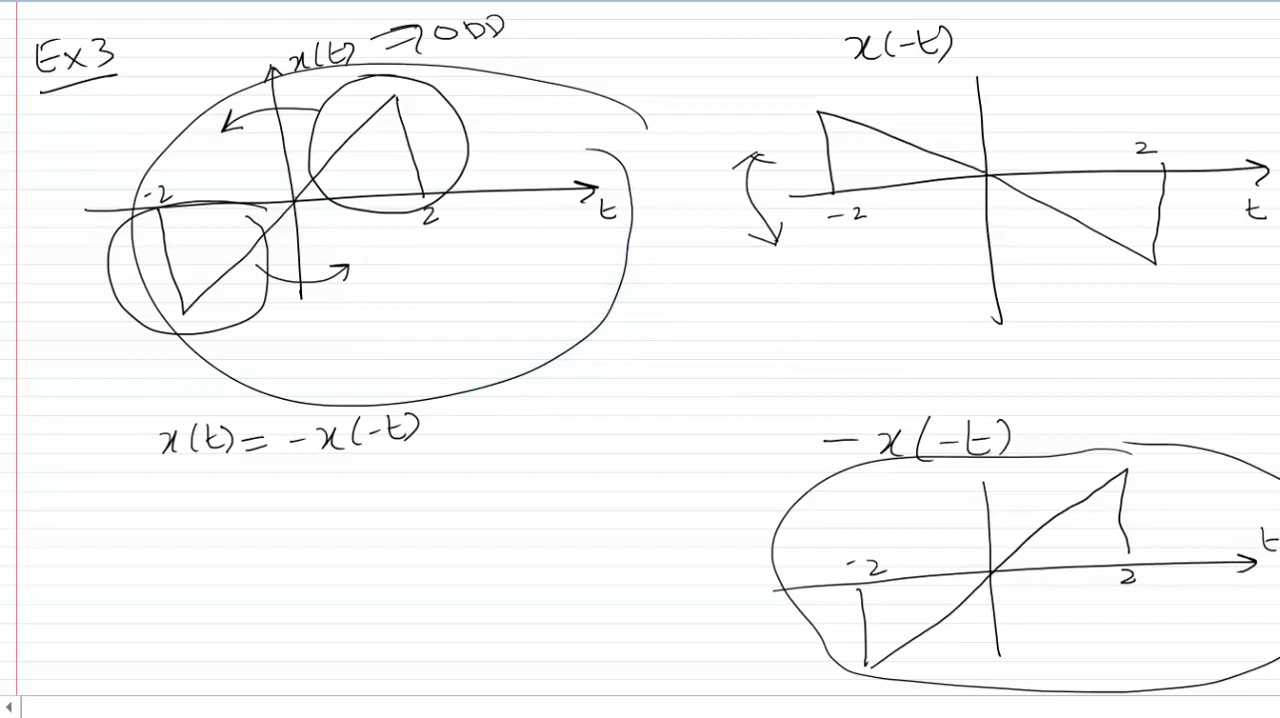 Ex3
x(t) ⇒ ODD
-2
2
t
x(t) = -x(-t)
x(-t)
2
-2
t
-x(-t)
-2
2
t